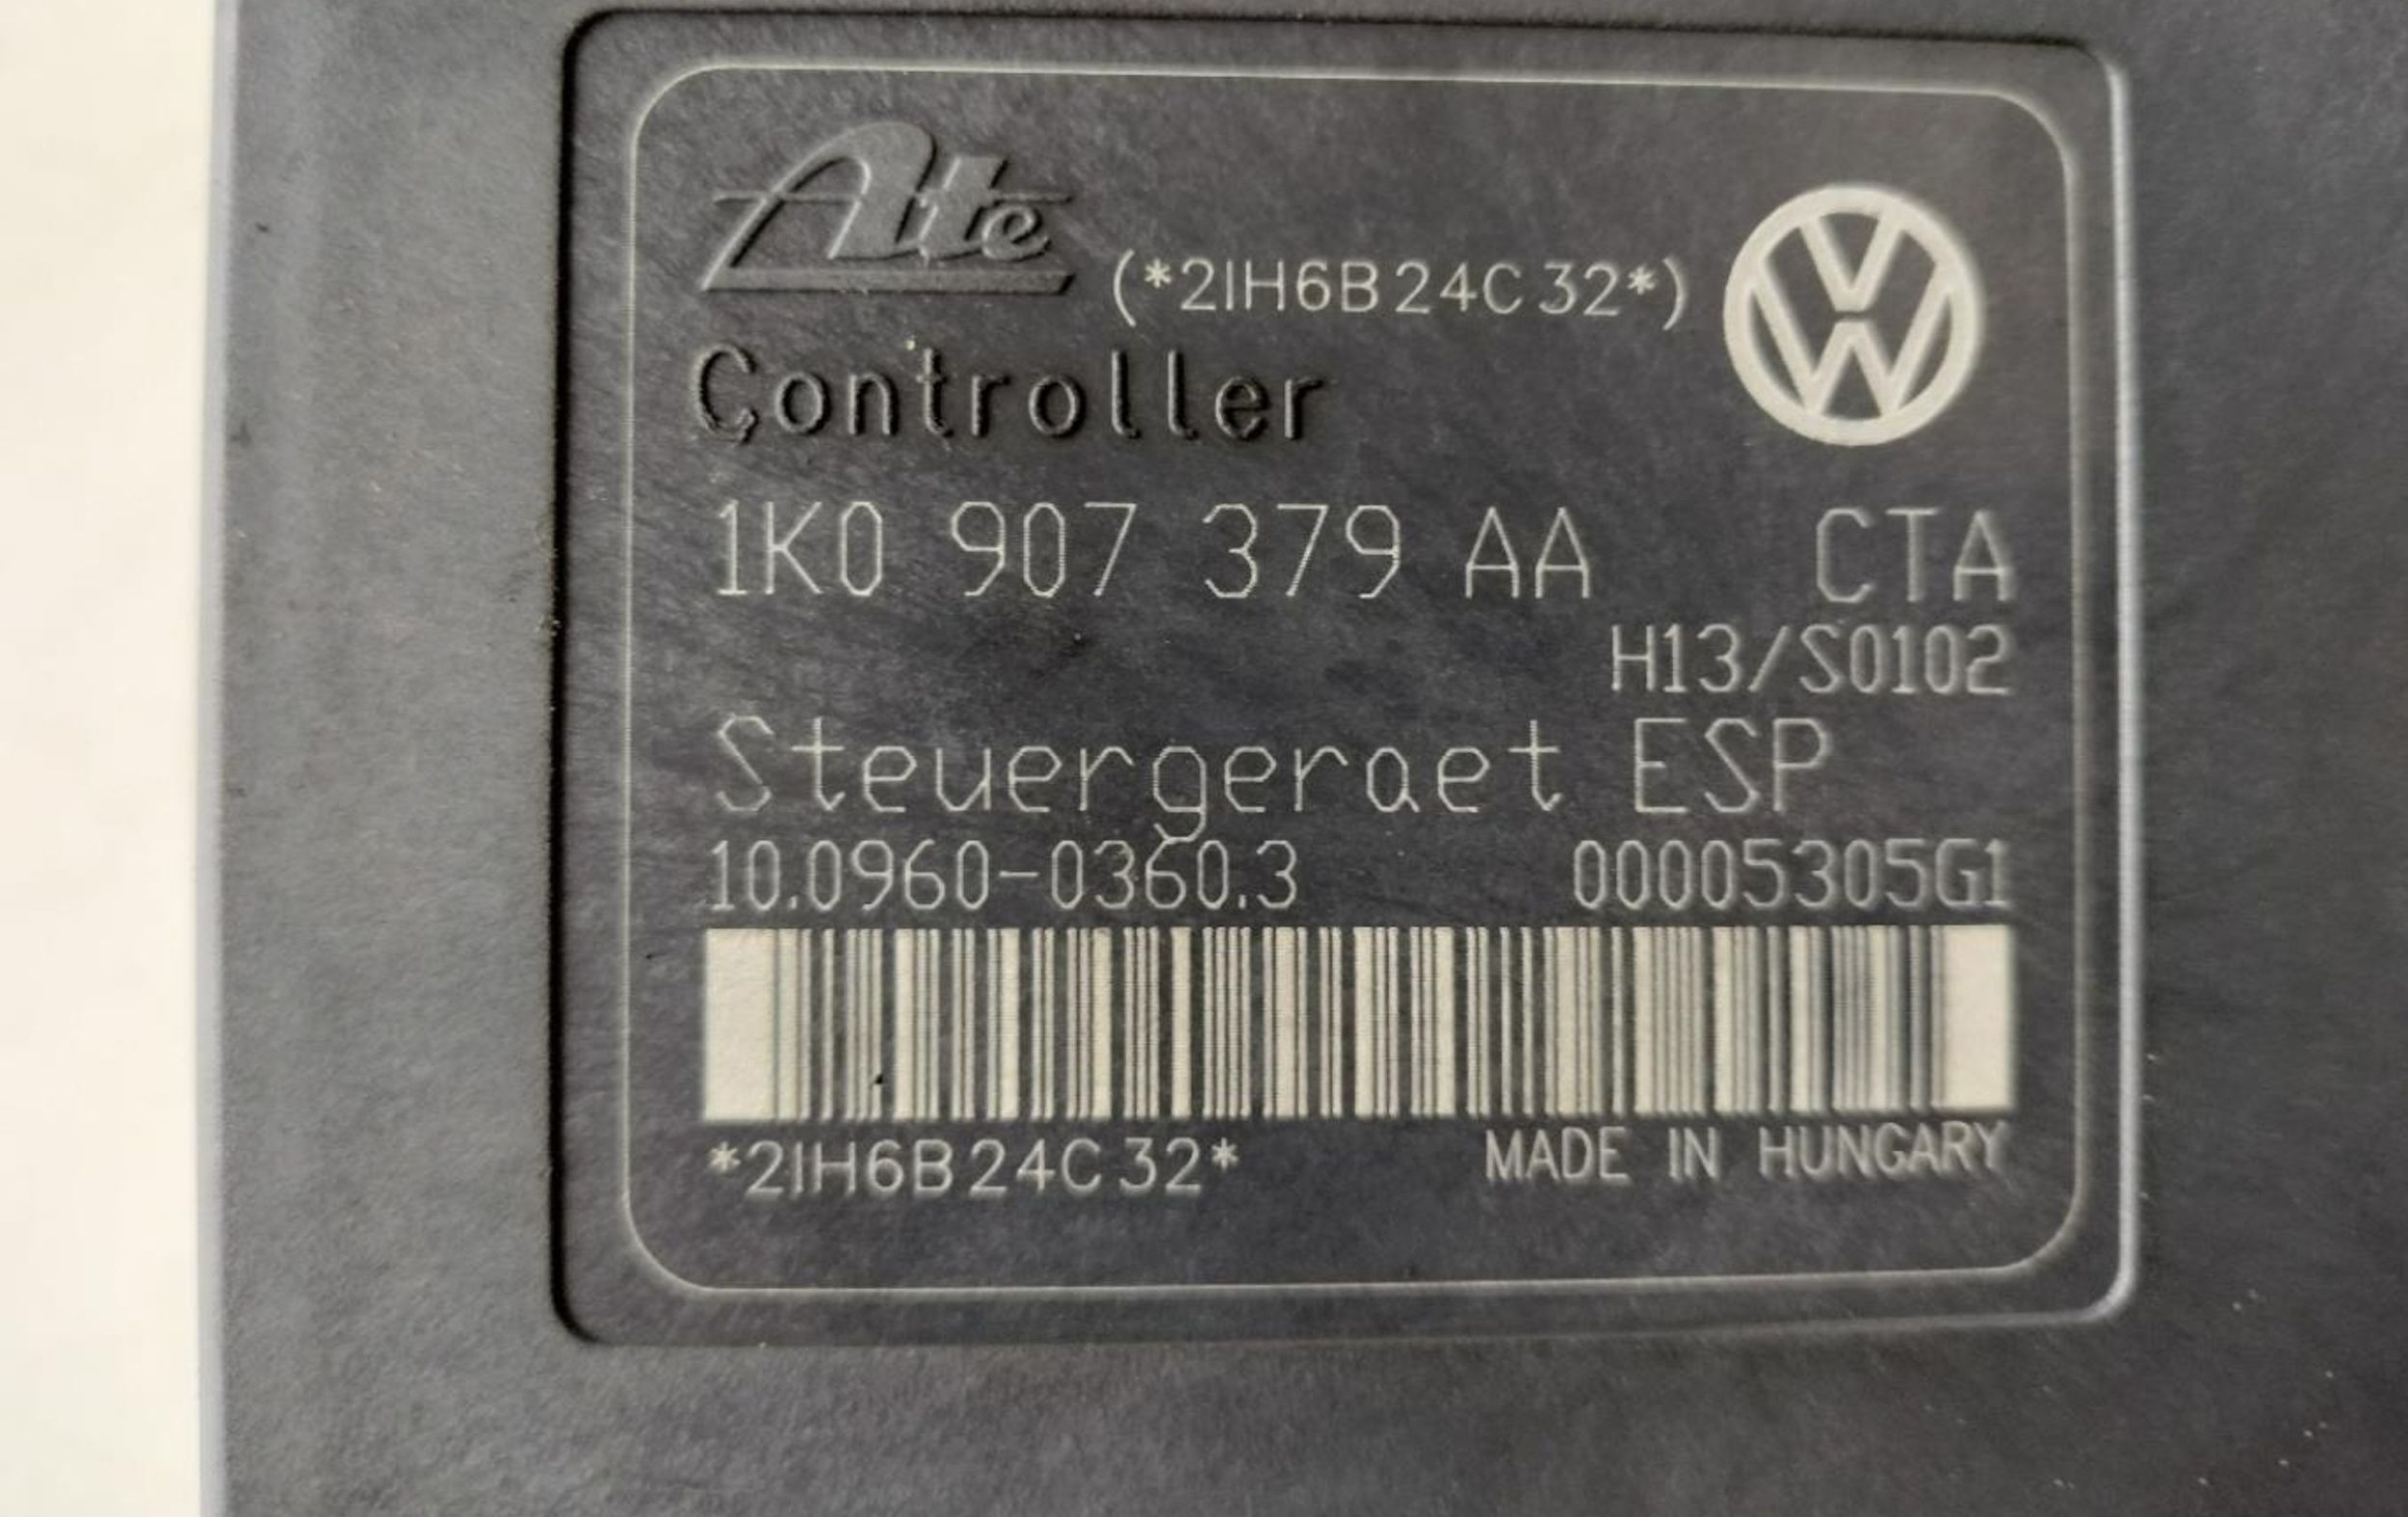 Ate (*2IH6B24C32*) VW
Controller
1K0 907 379 AA CTA
H13/S0102
Steuergeraet ESP
10.0960-0360.3 00005305G1
*2IH6B24C32* MADE IN HUNGARY